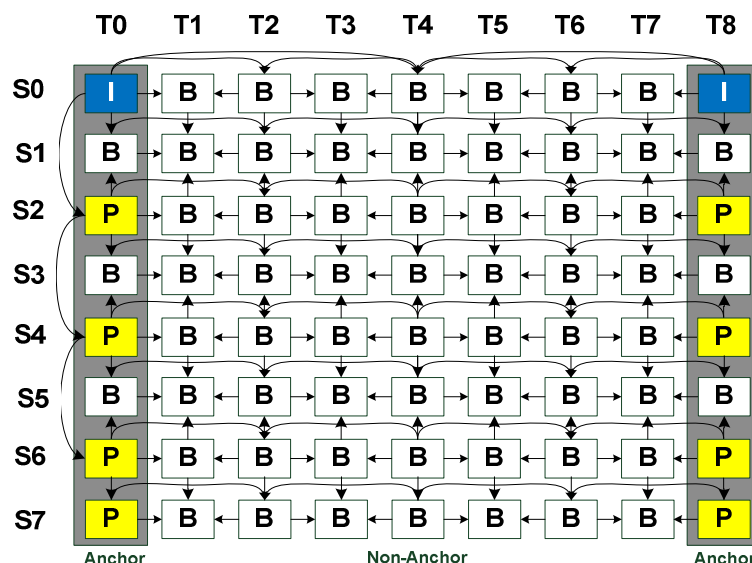 T0 T1 T2 T3 T4 T5 T6 T7 T8
S0 I B B B B B B B I
S1 B B B B B B B B B
S2 P B B B B B B B P
S3 B B B B B B B B B
S4 P B B B B B B B P
S5 B B B B B B B B B
S6 P B B B B B B B P
S7 P B B B B B B B P
Anchor Non-Anchor Anchor